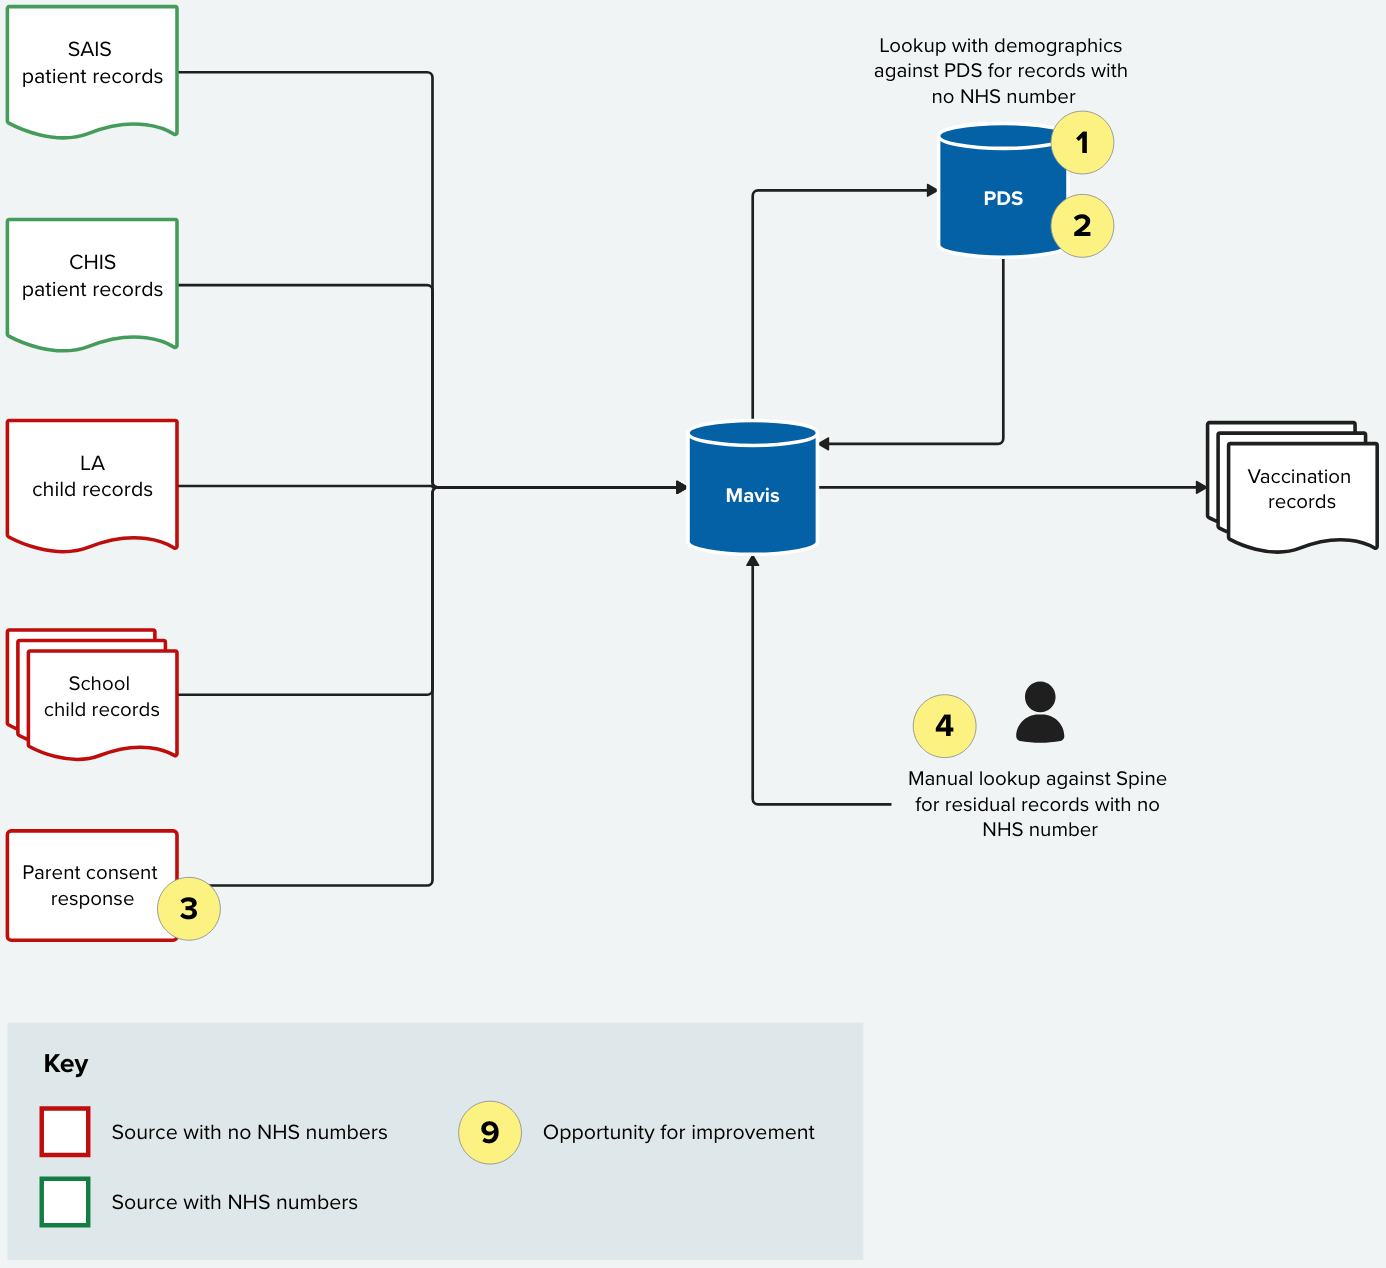 SAIS
patient records
CHIS
patient records
LA
child records
School
child records
Parent consent
response
3
Lookup with demographics
against PDS for records with
no NHS number
1
PDS
2
Mavis
Vaccination
records
4
Manual lookup against Spine
for residual records with no
NHS number
Key
Source with no NHS numbers
9
Opportunity for improvement
Source with NHS numbers